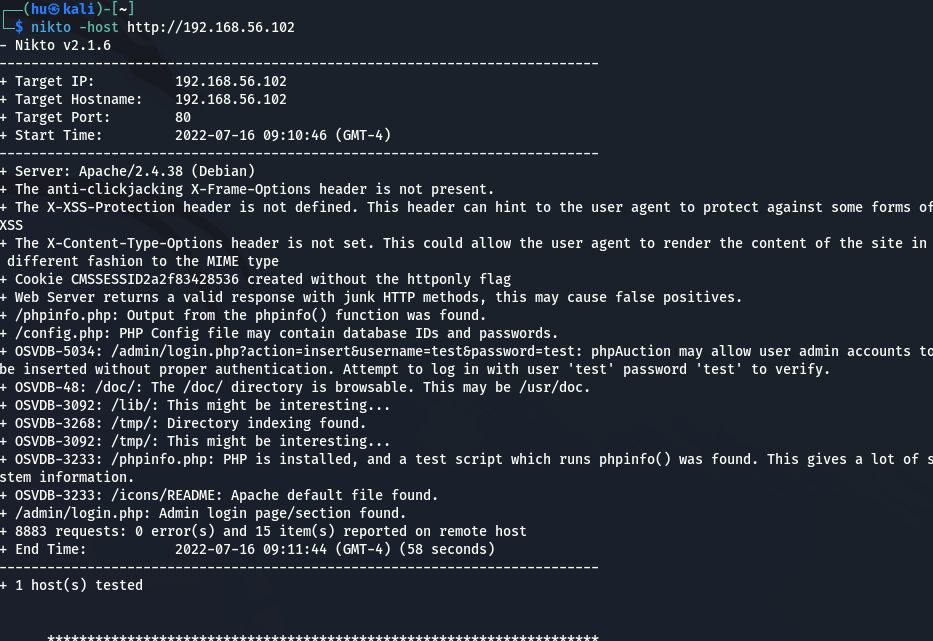 ┌──(hu㉿kali)-[~]
└─$ nikto -host http://192.168.56.102
- Nikto v2.1.6
---------------------------------------------------------------------------
+ Target IP:          192.168.56.102
+ Target Hostname:    192.168.56.102
+ Target Port:        80
+ Start Time:         2022-07-16 09:10:46 (GMT-4)
---------------------------------------------------------------------------
+ Server: Apache/2.4.38 (Debian)
+ The anti-clickjacking X-Frame-Options header is not present.
+ The X-XSS-Protection header is not defined. This header can hint to the user agent to protect against some forms of
XSS
+ The X-Content-Type-Options header is not set. This could allow the user agent to render the content of the site in
 different fashion to the MIME type
+ Cookie CMSSESSID2a2f83428536 created without the httponly flag
+ Web Server returns a valid response with junk HTTP methods, this may cause false positives.
+ /phpinfo.php: Output from the phpinfo() function was found.
+ /config.php: PHP Config file may contain database IDs and passwords.
+ OSVDB-5034: /admin/login.php?action=insert&username=test&password=test: phpAuction may allow user admin accounts to
be inserted without proper authentication. Attempt to log in with user 'test' password 'test' to verify.
+ OSVDB-48: /doc/: The /doc/ directory is browsable. This may be /usr/doc.
+ OSVDB-3092: /lib/: This might be interesting...
+ OSVDB-3268: /tmp/: Directory indexing found.
+ OSVDB-3092: /tmp/: This might be interesting...
+ OSVDB-3233: /phpinfo.php: PHP is installed, and a test script which runs phpinfo() was found. This gives a lot of s
stem information.
+ OSVDB-3233: /icons/README: Apache default file found.
+ /admin/login.php: Admin login page/section found.
+ 8883 requests: 0 error(s) and 15 item(s) reported on remote host
+ End Time:           2022-07-16 09:11:44 (GMT-4) (58 seconds)
---------------------------------------------------------------------------
+ 1 host(s) tested
*********************************************************************